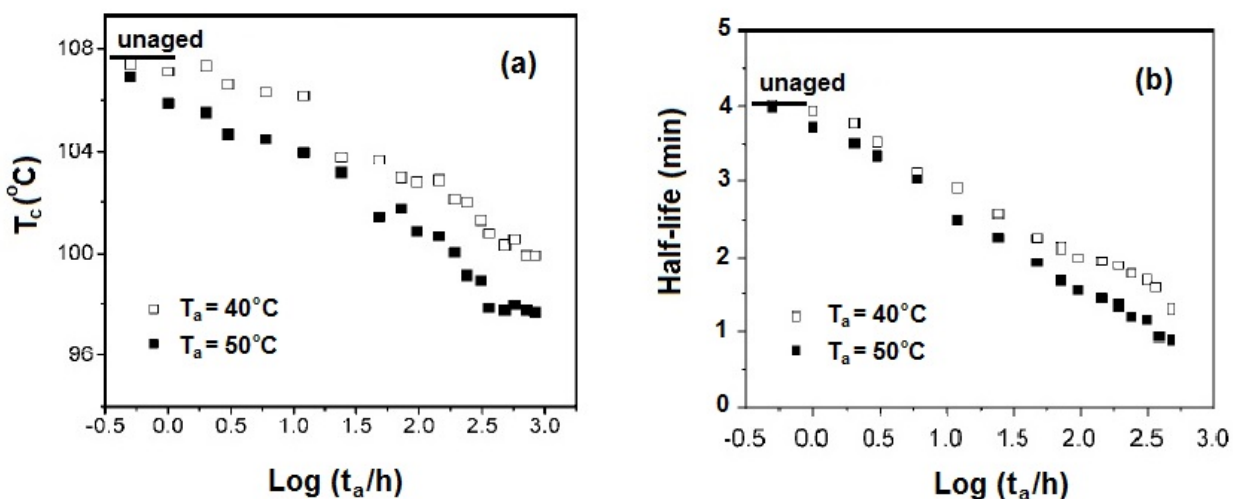 unaged
(a)
108
104
100
96
T_c (°C)
□ T_a = 40°C
■ T_a = 50°C
-0.5 0.0 0.5 1.0 1.5 2.0 2.5 3.0
Log (t_a/h)
unaged
(b)
5
4
3
2
1
0
Half-life (min)
□ T_a = 40°C
■ T_a = 50°C
-0.5 0.0 0.5 1.0 1.5 2.0 2.5 3.0
Log (t_a/h)